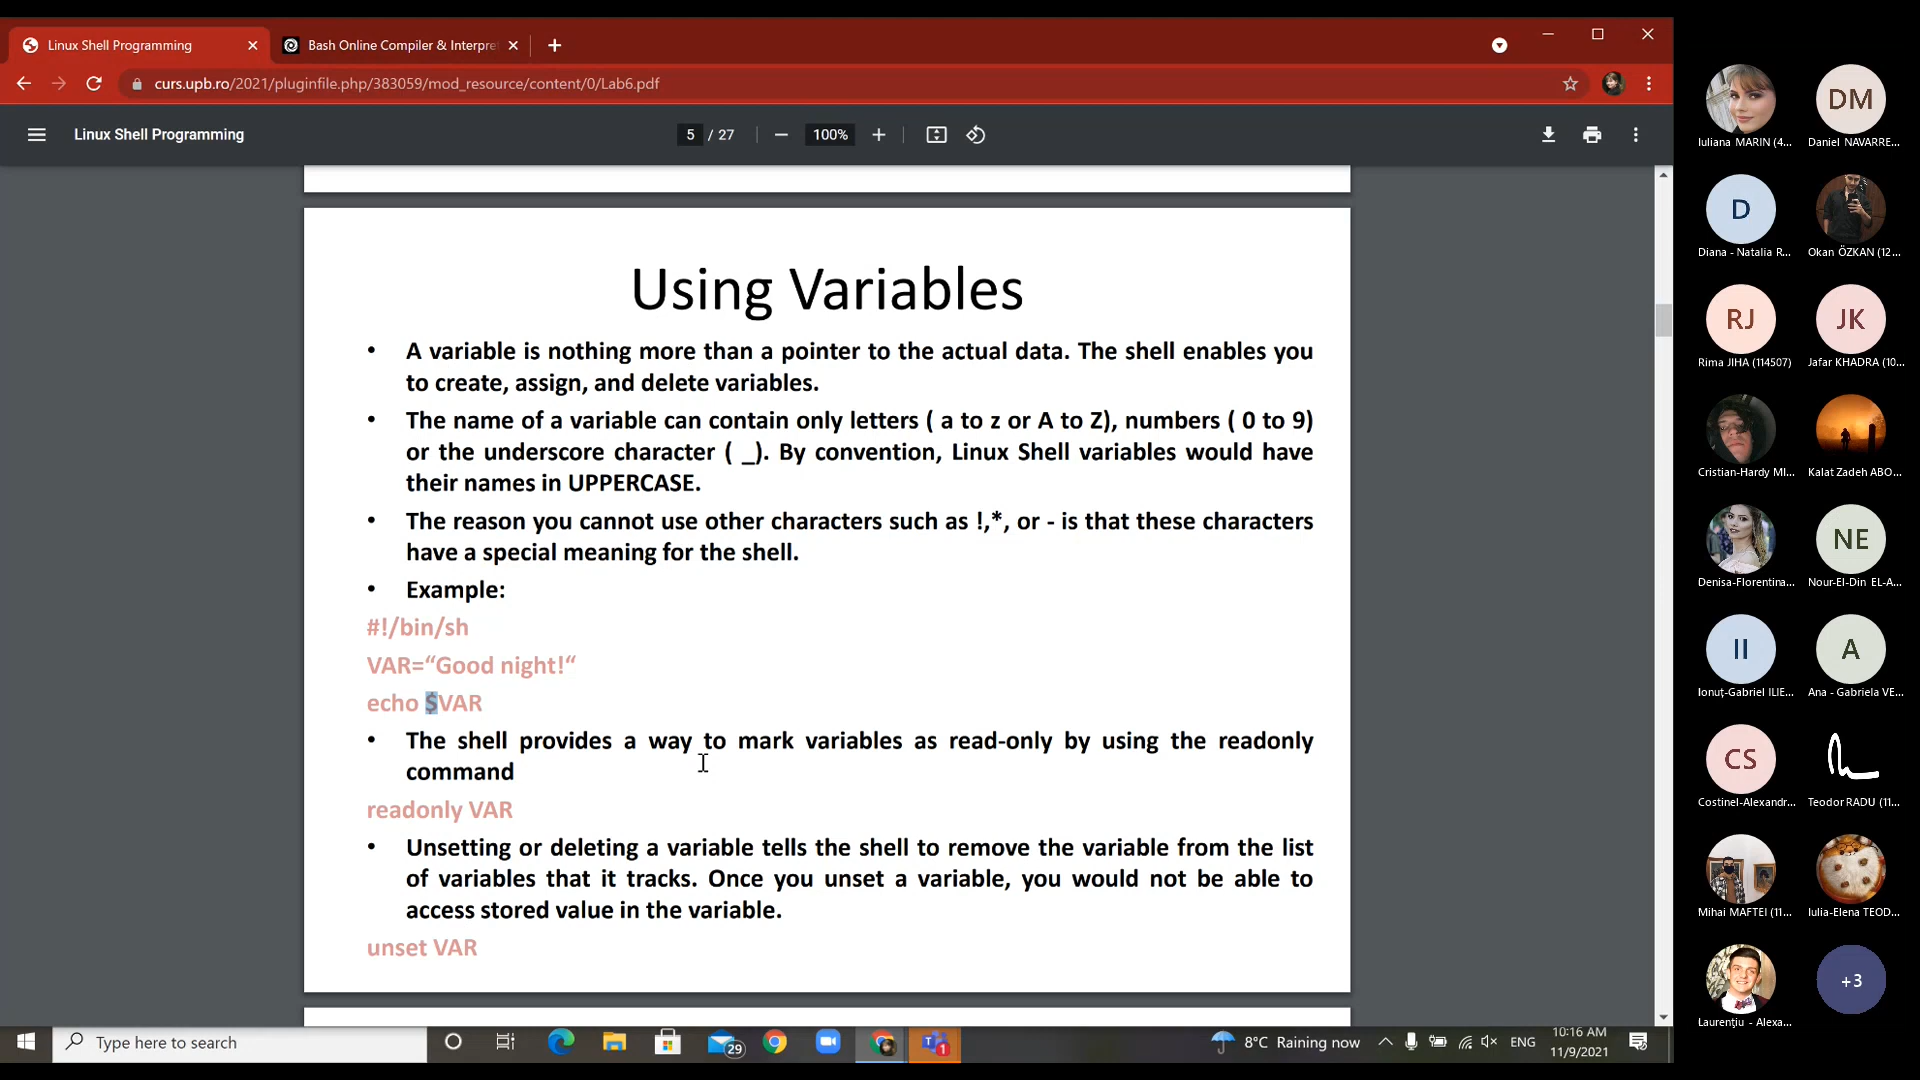 Linux Shell Programming
Bash Online Compiler & Interpre
curs.upb.ro/2021/pluginfile.php/383059/mod_resource/content/0/Lab6.pdf
Linux Shell Programming
5 / 27
100%
Using Variables
• A variable is nothing more than a pointer to the actual data. The shell enables you
to create, assign, and delete variables.
• The name of a variable can contain only letters ( a to z or A to Z), numbers ( 0 to 9)
or the underscore character ( _). By convention, Linux Shell variables would have
their names in UPPERCASE.
• The reason you cannot use other characters such as !,*, or - is that these characters
have a special meaning for the shell.
• Example:
#!/bin/sh
VAR=“Good night!“
echo $VAR
• The shell provides a way to mark variables as read-only by using the readonly
command
readonly VAR
• Unsetting or deleting a variable tells the shell to remove the variable from the list
of variables that it tracks. Once you unset a variable, you would not be able to
access stored value in the variable.
unset VAR
Type here to search
29
1
8°C Raining now
ENG
10:16 AM
11/9/2021
Iuliana MARIN (4...
DM
Daniel NAVARRE...
D
Diana - Natalia R...
Okan ÖZKAN (12...
RJ
Rima JIHA (114507)
JK
Jafar KHADRA (10...
Cristian-Hardy MI...
Kalat Zadeh ABO...
Denisa-Florentina...
NE
Nour-El-Din EL-A...
II
Ionuț-Gabriel ILIE...
A
Ana - Gabriela VE...
CS
Costinel-Alexandr...
Teodor RADU (11...
Mihai MAFTEI (11...
Iulia-Elena TEOD...
Laurențiu - Alexa...
+3